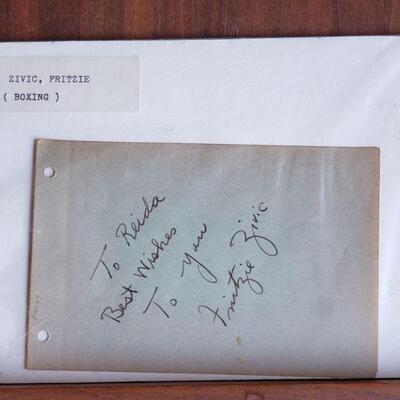 ZIVIC, FRITZIE
( BOXING )
To Reida
Best Wishes
To You
Fritzie Zivic